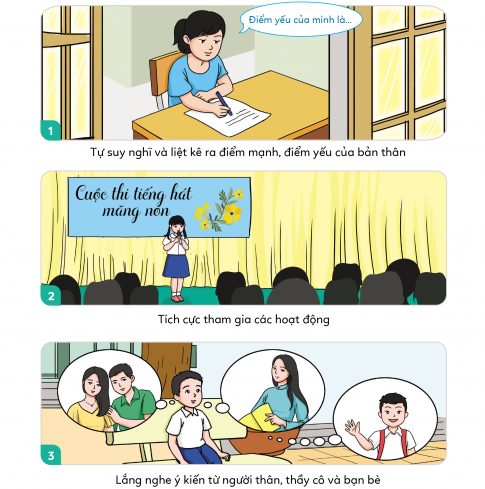 Điểm yếu của mình là...
1
Tự suy nghĩ và liệt kê ra điểm mạnh, điểm yếu của bản thân
Cuộc thi tiếng hát
măng non
2
Tích cực tham gia các hoạt động
3
Lắng nghe ý kiến từ người thân, thầy cô và bạn bè